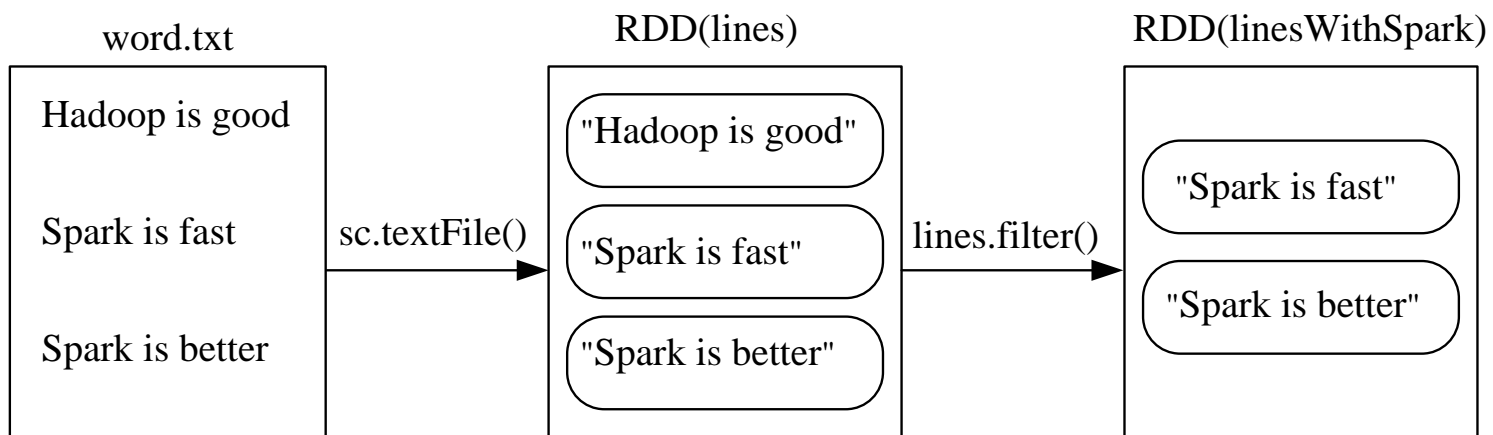 word.txt
Hadoop is good
Spark is fast
Spark is better
sc.textFile()
RDD(lines)
"Hadoop is good"
"Spark is fast"
"Spark is better"
lines.filter()
RDD(linesWithSpark)
"Spark is fast"
"Spark is better"